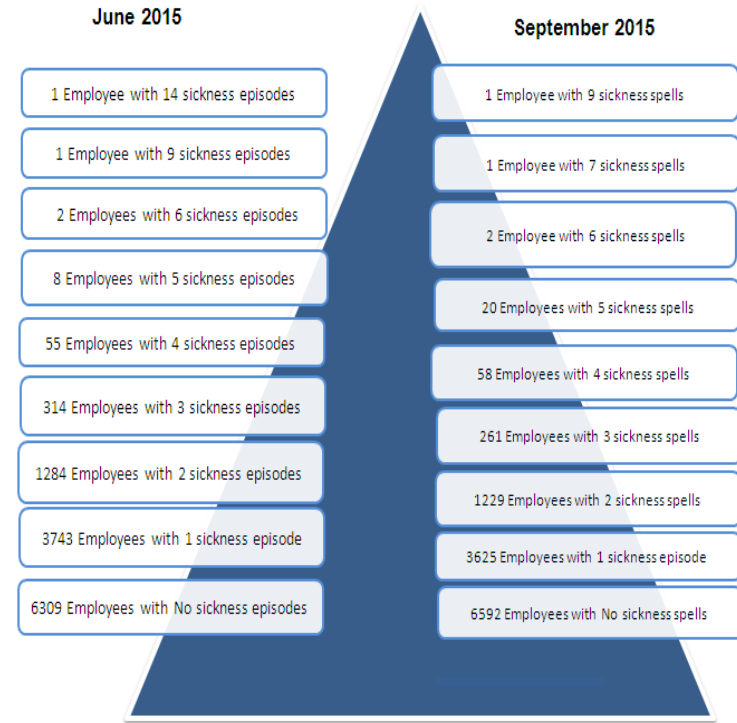 June 2015
1 Employee with 14 sickness episodes
1 Employee with 9 sickness episodes
2 Employees with 6 sickness episodes
8 Employees with 5 sickness episodes
55 Employees with 4 sickness episodes
314 Employees with 3 sickness episodes
1284 Employees with 2 sickness episodes
3743 Employees with 1 sickness episode
6309 Employees with No sickness episodes
September 2015
1 Employee with 9 sickness spells
1 Employee with 7 sickness spells
2 Employee with 6 sickness spells
20 Employees with 5 sickness spells
58 Employees with 4 sickness spells
261 Employees with 3 sickness spells
1229 Employees with 2 sickness spells
3625 Employees with 1 sickness episode
6592 Employees with No sickness spells